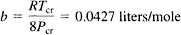 b = RT_cr / 8P_cr = 0.0427 liters/mole